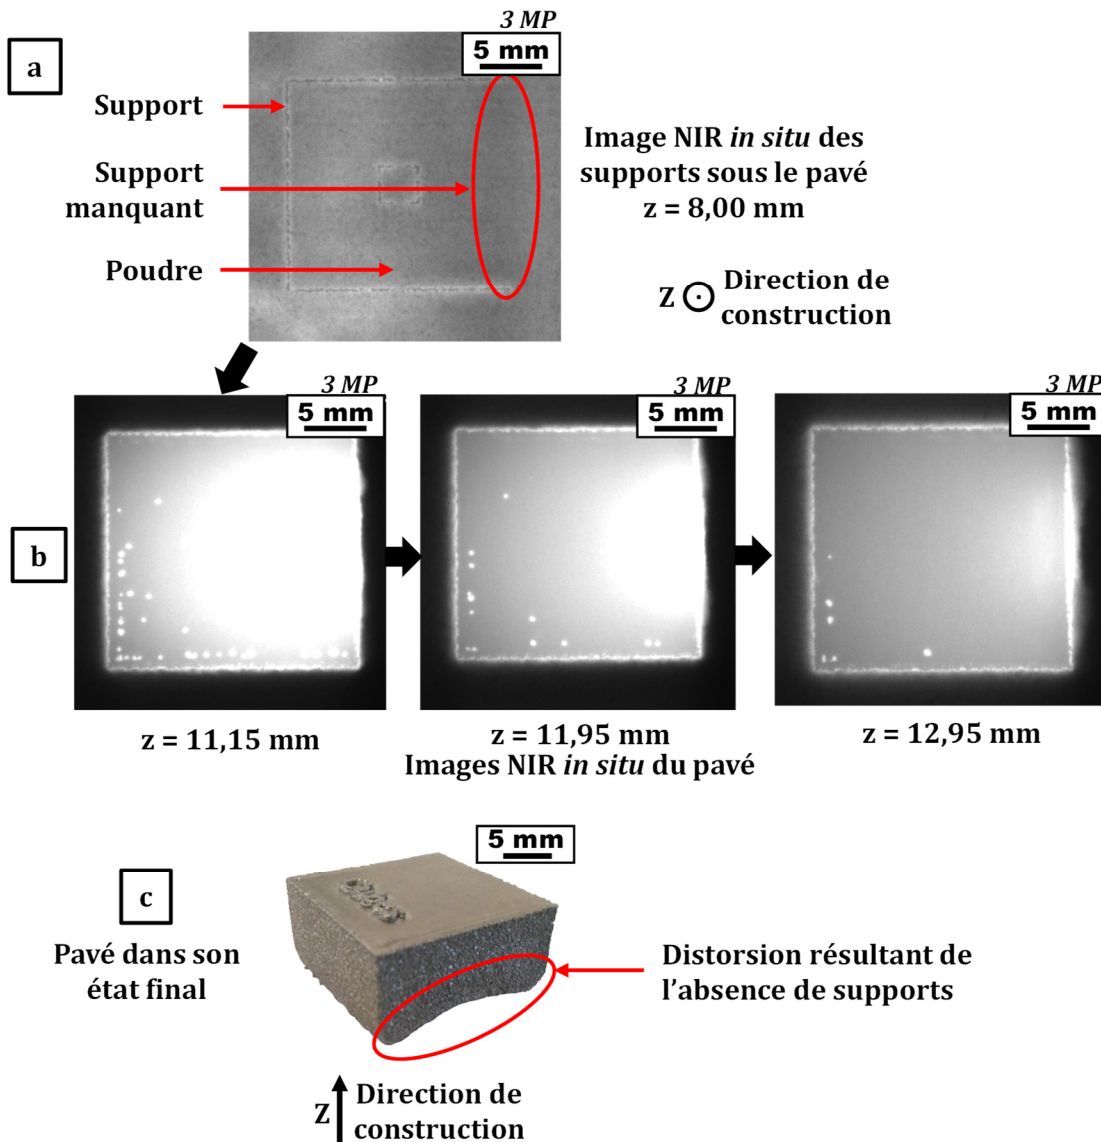 3 MP
a
5 mm
Support
Support
manquant
Poudre
Image NIR in situ des
supports sous le pavé
z = 8,00 mm
Z Direction de
construction
3 MP
5 mm
3 MP
5 mm
3 MP
5 mm
b
z = 11,15 mm
z = 11,95 mm
z = 12,95 mm
Images NIR in situ du pavé
5 mm
c
Pavé dans son
état final
Distorsion résultant de
l'absence de supports
Z Direction de
construction